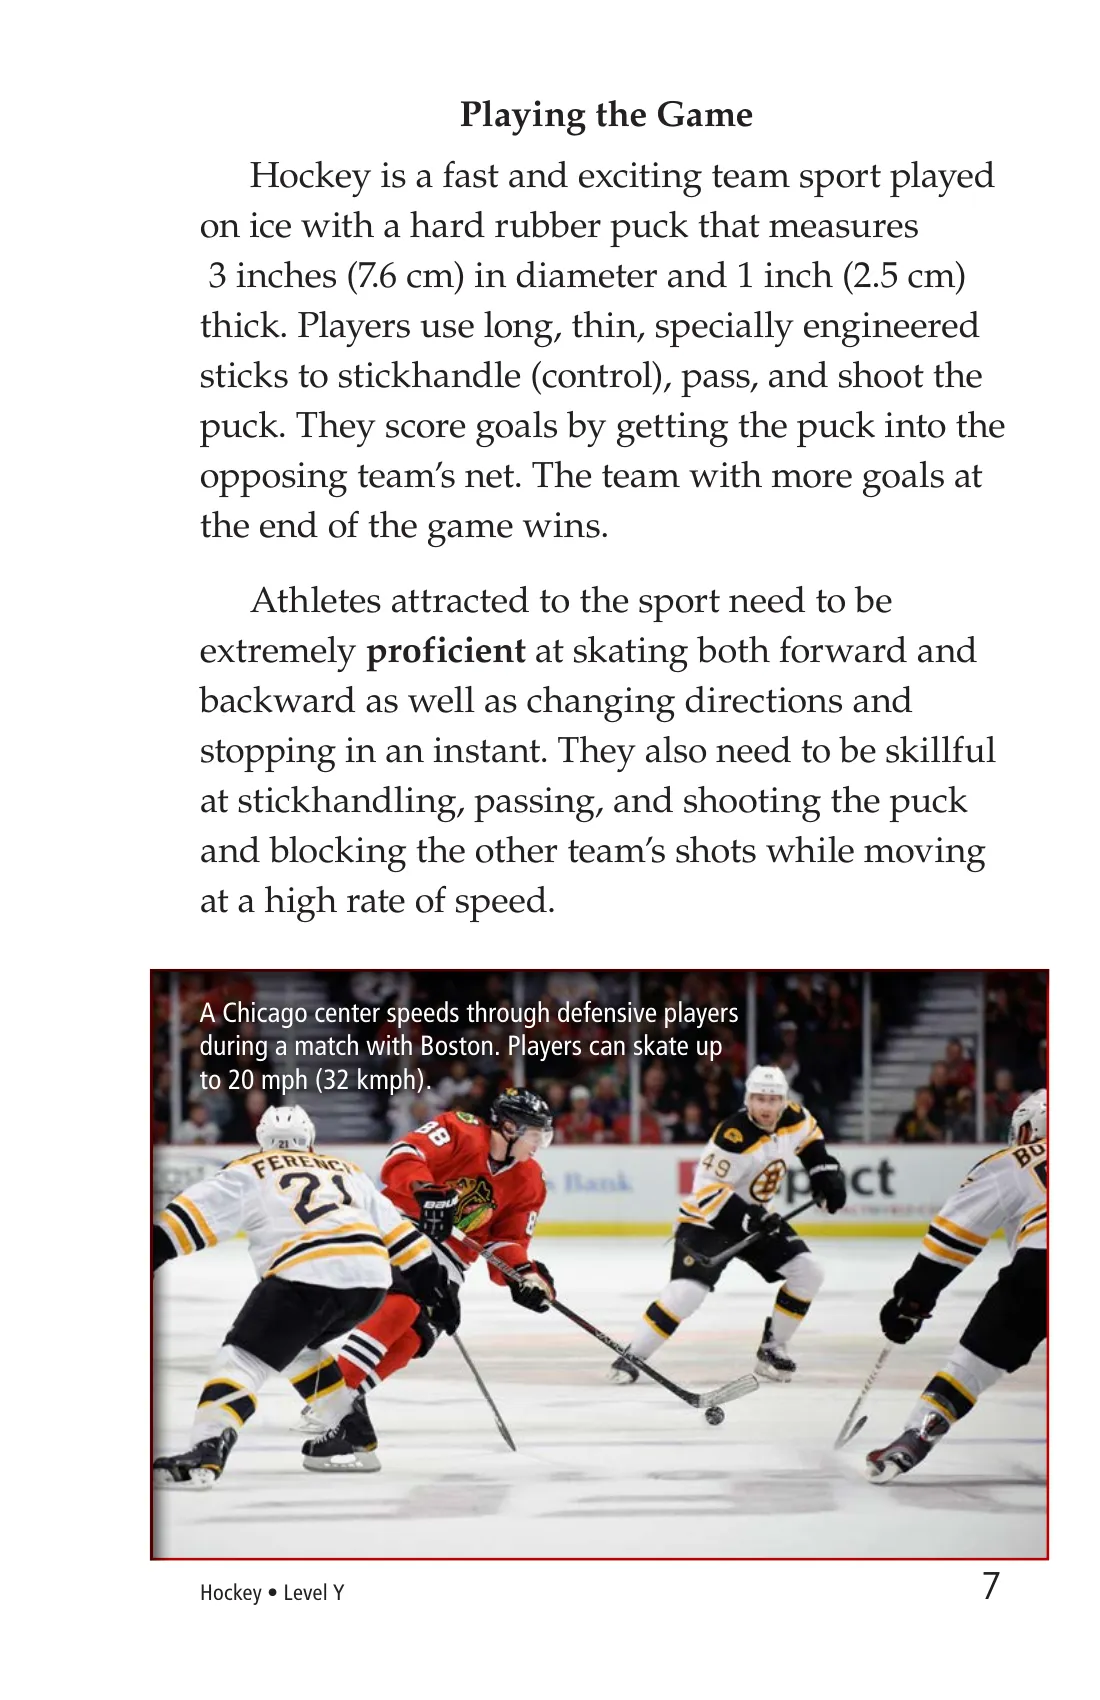 Playing the Game
Hockey is a fast and exciting team sport played
on ice with a hard rubber puck that measures
3 inches (7.6 cm) in diameter and 1 inch (2.5 cm)
thick. Players use long, thin, specially engineered
sticks to stickhandle (control), pass, and shoot the
puck. They score goals by getting the puck into the
opposing team’s net. The team with more goals at
the end of the game wins.
Athletes attracted to the sport need to be
extremely proficient at skating both forward and
backward as well as changing directions and
stopping in an instant. They also need to be skillful
at stickhandling, passing, and shooting the puck
and blocking the other team’s shots while moving
at a high rate of speed.
A Chicago center speeds through defensive players
during a match with Boston. Players can skate up
to 20 mph (32 kmph).
21
FERENC
21
88
8
49
B
Bank
pect
BO
Hockey • Level Y
7